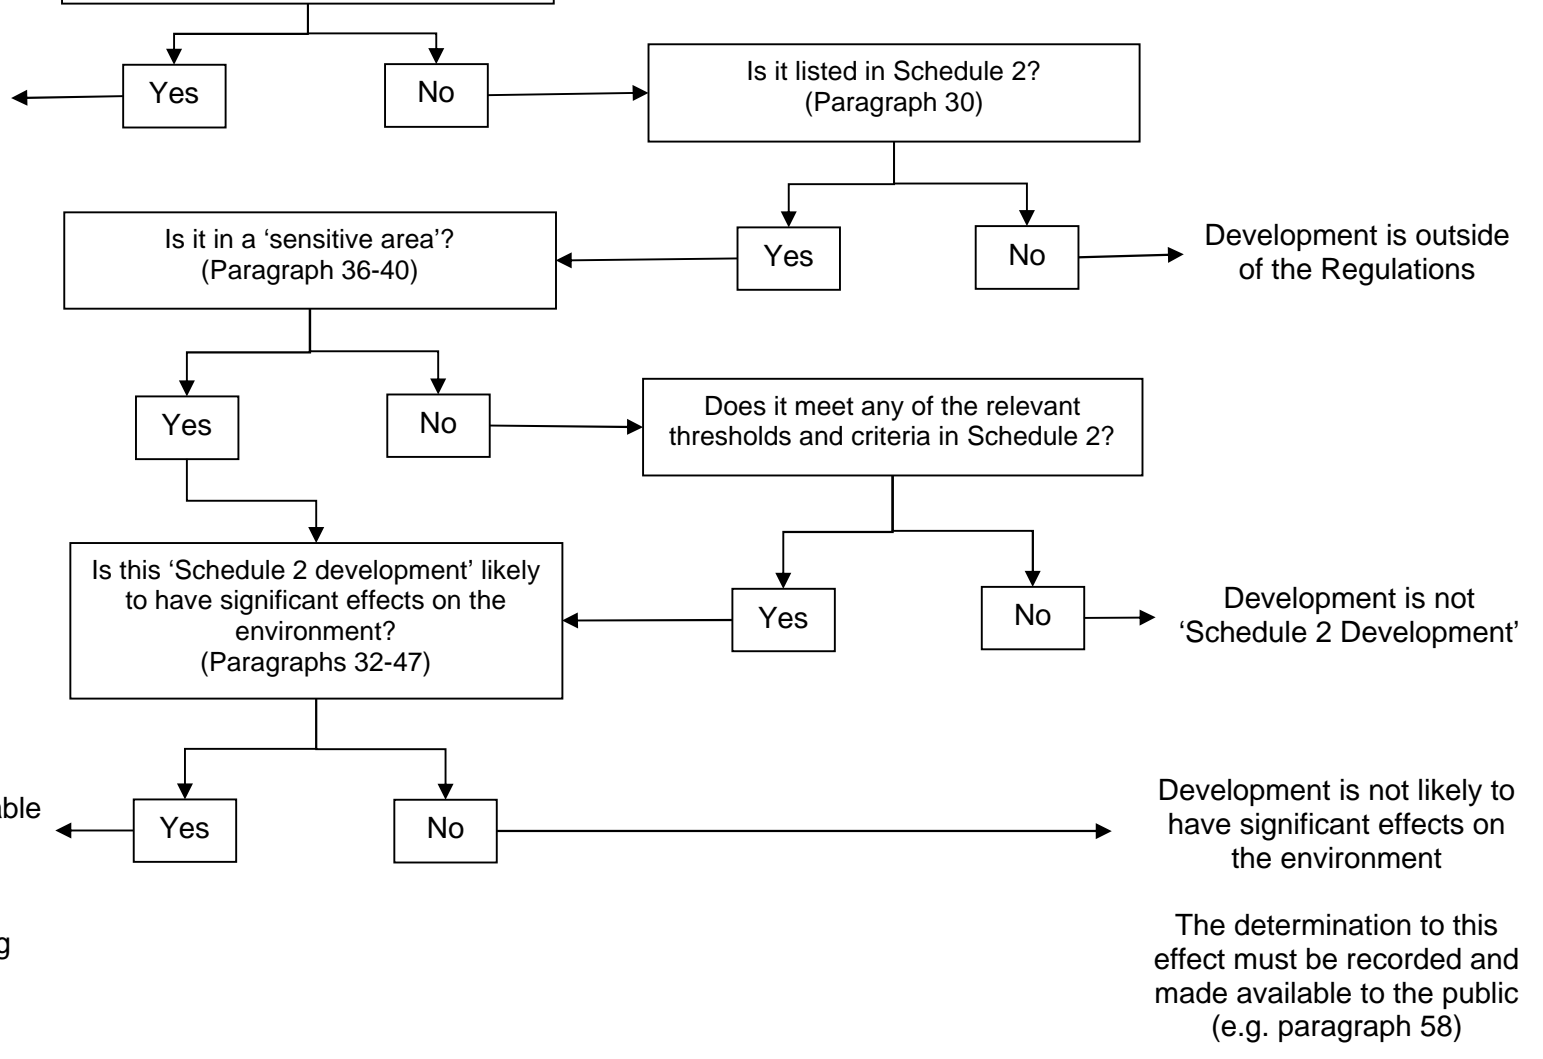 Yes
No
Is it listed in Schedule 2?
(Paragraph 30)
Is it in a ‘sensitive area’?
(Paragraph 36-40)
Yes
No
Development is outside
of the Regulations
Yes
No
Does it meet any of the relevant
thresholds and criteria in Schedule 2?
Is this ‘Schedule 2 development’ likely
to have significant effects on the
environment?
(Paragraphs 32-47)
Yes
No
Development is not
‘Schedule 2 Development’
Yes
No
Development is not likely to
have significant effects on
the environment
The determination to this
effect must be recorded and
made available to the public
(e.g. paragraph 58)